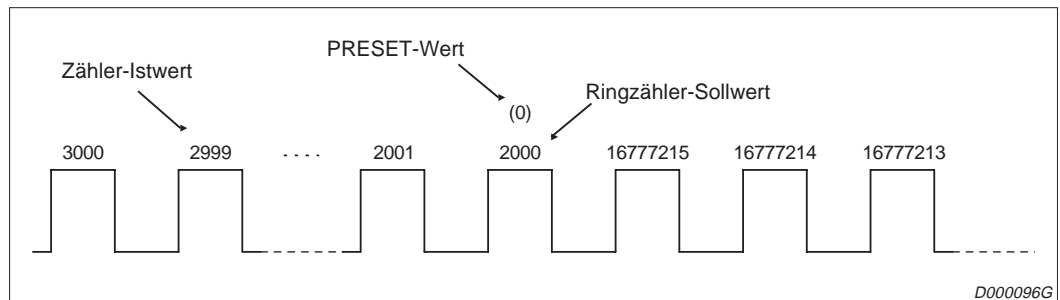 PRESET-Wert
Zähler-Istwert
Ringzähler-Sollwert
(0)
3000 2999 . . . . 2001 2000 16777215 16777214 16777213
D000096G